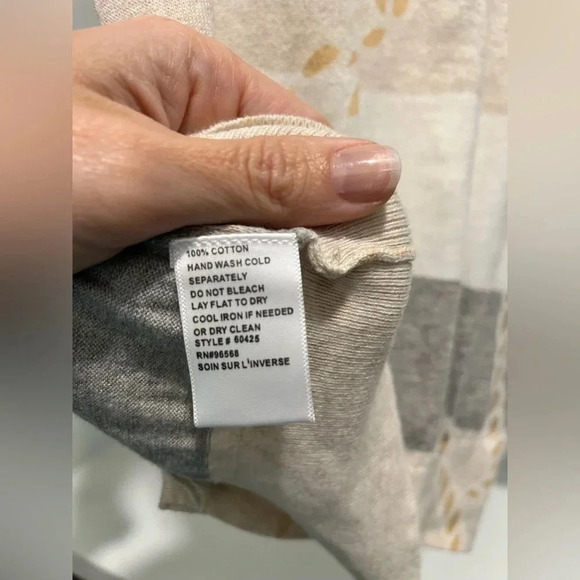 100% COTTON
HAND WASH COLD
SEPARATELY
DO NOT BLEACH
LAY FLAT TO DRY
COOL IRON IF NEEDED
OR DRY CLEAN
STYLE # 60425
RN#96568
SOIN SUR L'INVERSE